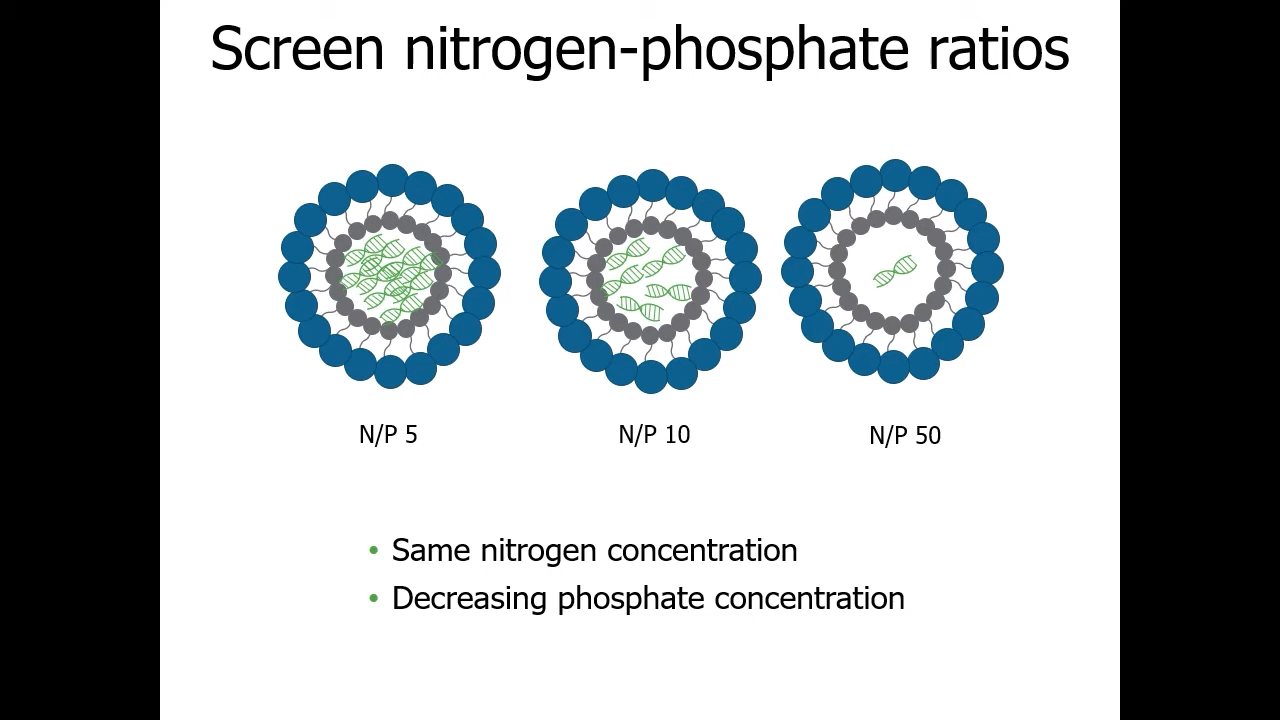 Screen nitrogen-phosphate ratios
N/P 5
N/P 10
N/P 50
• Same nitrogen concentration
• Decreasing phosphate concentration